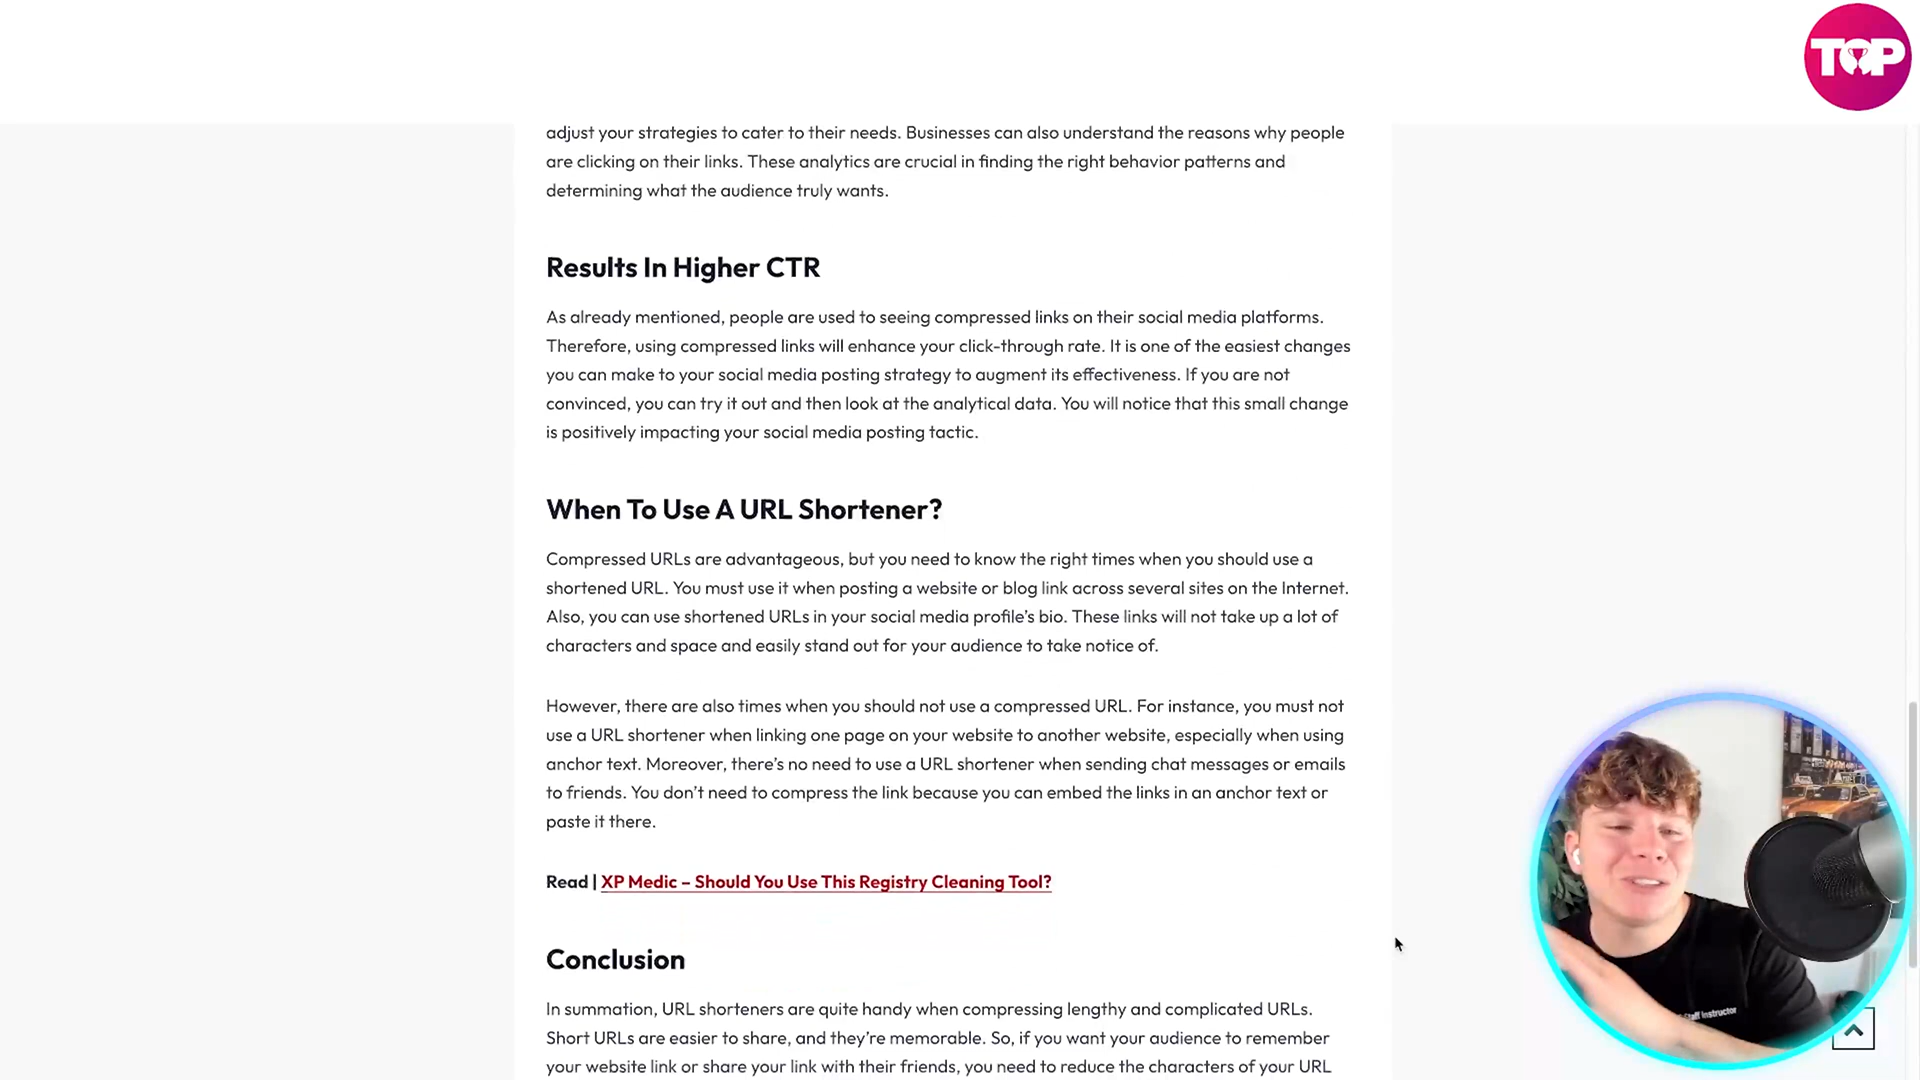 TOP
adjust your strategies to cater to their needs. Businesses can also understand the reasons why people
are clicking on their links. These analytics are crucial in finding the right behavior patterns and
determining what the audience truly wants.
Results In Higher CTR
As already mentioned, people are used to seeing compressed links on their social media platforms.
Therefore, using compressed links will enhance your click-through rate. It is one of the easiest changes
you can make to your social media posting strategy to augment its effectiveness. If you are not
convinced, you can try it out and then look at the analytical data. You will notice that this small change
is positively impacting your social media posting tactic.
When To Use A URL Shortener?
Compressed URLs are advantageous, but you need to know the right times when you should use a
shortened URL. You must use it when posting a website or blog link across several sites on the Internet.
Also, you can use shortened URLs in your social media profile’s bio. These links will not take up a lot of
characters and space and easily stand out for your audience to take notice of.
However, there are also times when you should not use a compressed URL. For instance, you must not
use a URL shortener when linking one page on your website to another website, especially when using
anchor text. Moreover, there’s no need to use a URL shortener when sending chat messages or emails
to friends. You don’t need to compress the link because you can embed the links in an anchor text or
paste it there.
Read | XP Medic – Should You Use This Registry Cleaning Tool?
Conclusion
In summation, URL shorteners are quite handy when compressing lengthy and complicated URLs.
Short URLs are easier to share, and they’re memorable. So, if you want your audience to remember
your website link or share your link with their friends, you need to reduce the characters of your URL
Staff Instructor